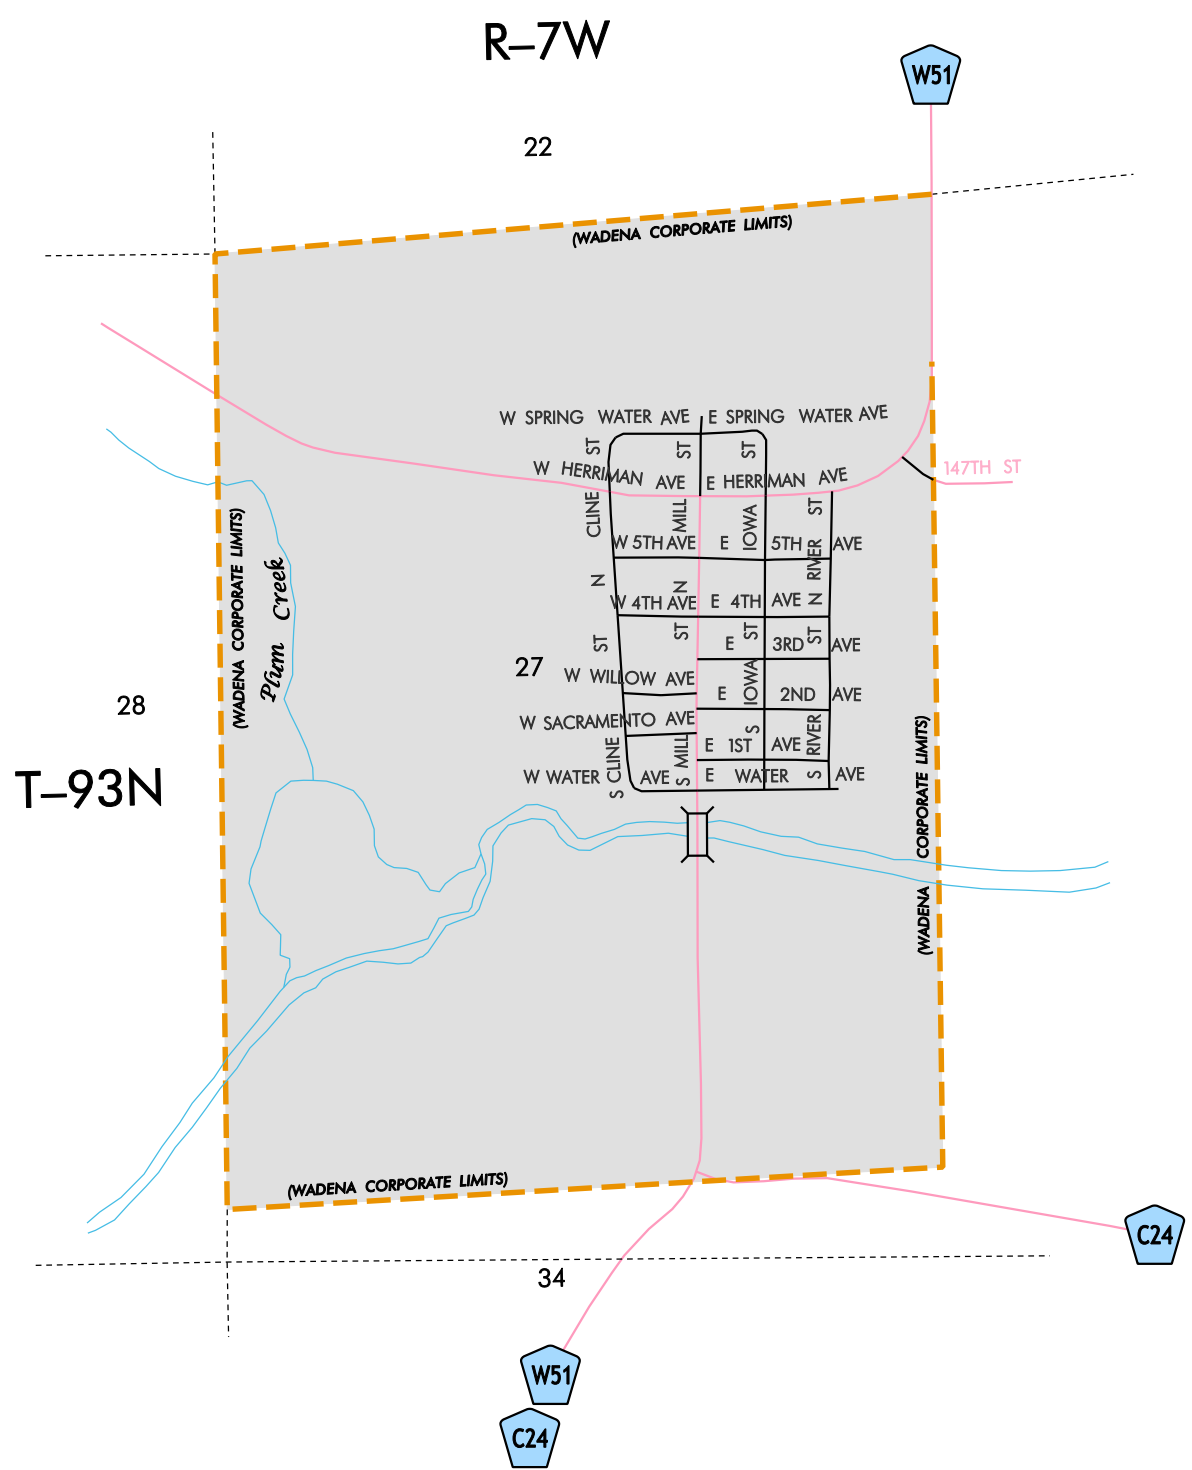 R–7W
W51
22
(WADENA CORPORATE LIMITS)
W SPRING WATER AVE
E SPRING WATER AVE
N CLINE ST
N MILL ST
IOWA ST
W HERRIMAN AVE
E HERRIMAN AVE
147TH ST
N RIVER ST
W 5TH AVE
E 5TH AVE
(WADENA CORPORATE LIMITS)
Plum Creek
W 4TH AVE
E 4TH AVE
E 3RD AVE
27
W WILLOW AVE
S CLINE ST
S MILL ST
S IOWA ST
S RIVER ST
E 2ND AVE
28
W SACRAMENTO AVE
E 1ST AVE
W WATER AVE
E WATER AVE
T–93N
(WADENA CORPORATE LIMITS)
(WADENA CORPORATE LIMITS)
C24
34
W51
C24